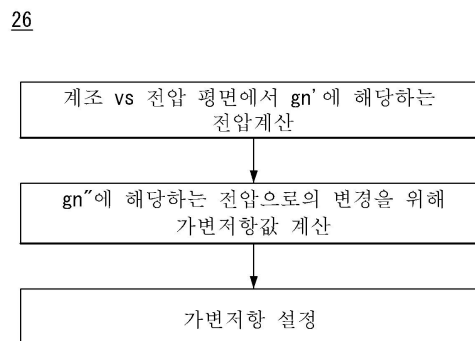 26
계조 vs 전압 평면에서 gn'에 해당하는
전압계산
gn"에 해당하는 전압으로의 변경을 위해
가변저항값 계산
가변저항 설정